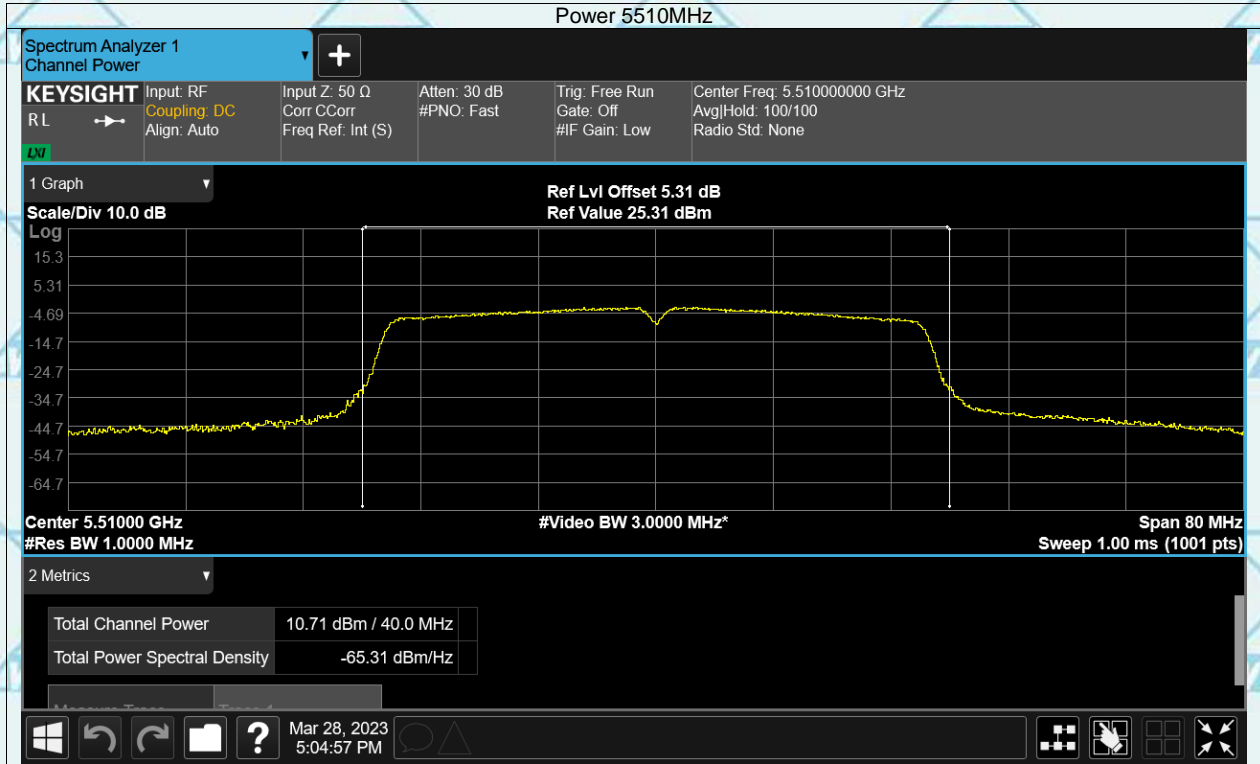 Power 5510MHz
Spectrum Analyzer 1
Channel Power
+
KEYSIGHT
R L
LXI
Input: RF
Coupling: DC
Align: Auto
Input Z: 50 Ω
Corr CCorr
Freq Ref: Int (S)
Atten: 30 dB
#PNO: Fast
Trig: Free Run
Gate: Off
#IF Gain: Low
Center Freq: 5.510000000 GHz
Avg|Hold: 100/100
Radio Std: None
1 Graph
Ref Lvl Offset 5.31 dB
Scale/Div 10.0 dB
Ref Value 25.31 dBm
Log
15.3
5.31
-4.69
-14.7
-24.7
-34.7
-44.7
-54.7
-64.7
Center 5.51000 GHz
#Video BW 3.0000 MHz*
Span 80 MHz
#Res BW 1.0000 MHz
Sweep 1.00 ms (1001 pts)
2 Metrics
Total Channel Power 10.71 dBm / 40.0 MHz
Total Power Spectral Density -65.31 dBm/Hz
?
Mar 28, 2023
5:04:57 PM